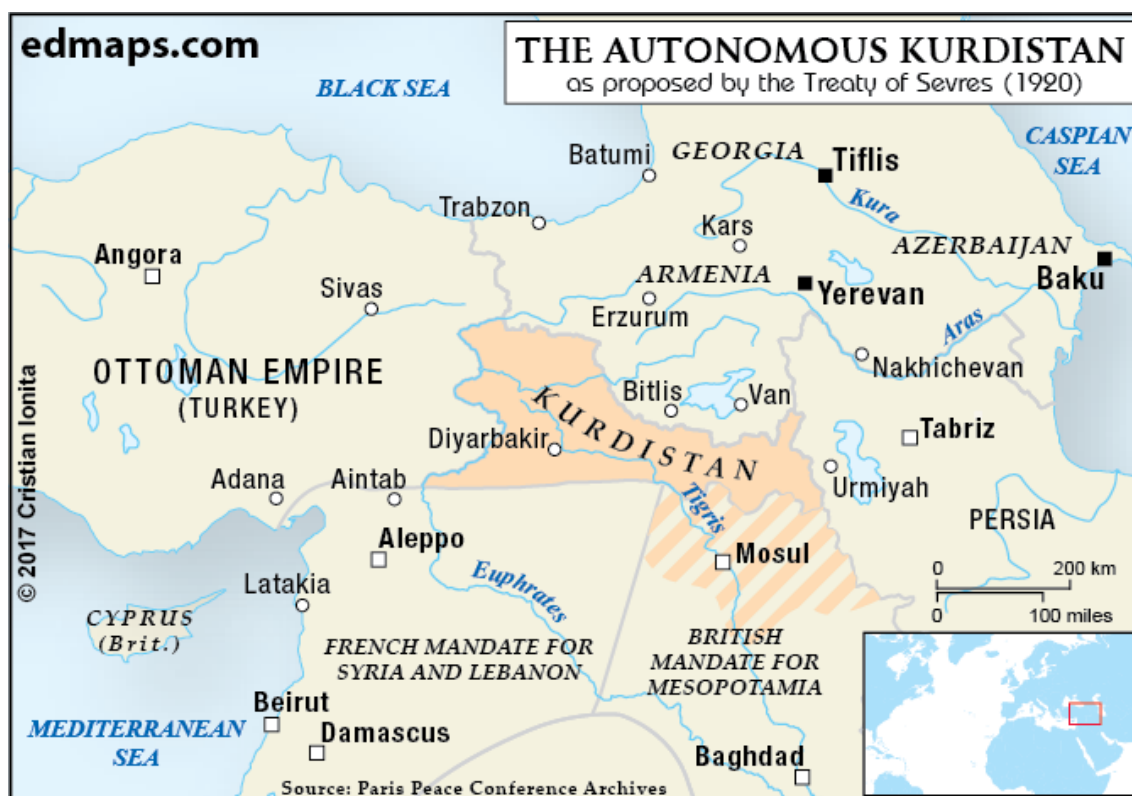 edmaps.com
THE AUTONOMOUS KURDISTAN
as proposed by the Treaty of Sevres (1920)
BLACK SEA
CASPIAN
SEA
Batumi
GEORGIA
Tiflis
Trabzon
Kura
Kars
AZERBAIJAN
Angora
ARMENIA
Baku
Sivas
Yerevan
Erzurum
Aras
Nakhichevan
OTTOMAN EMPIRE
(TURKEY)
Bitlis
Van
KURDISTAN
Diyarbakir
Tabriz
Adana
Aintab
Urmiyah
Tigris
PERSIA
Aleppo
Mosul
Euphrates
0 200 km
0 100 miles
Latakia
CYPRUS
(Brit.)
FRENCH MANDATE FOR
SYRIA AND LEBANON
BRITISH
MANDATE FOR
MESOPOTAMIA
Beirut
MEDITERRANEAN
SEA
Damascus
Baghdad
Source: Paris Peace Conference Archives
© 2017 Cristian Ionita